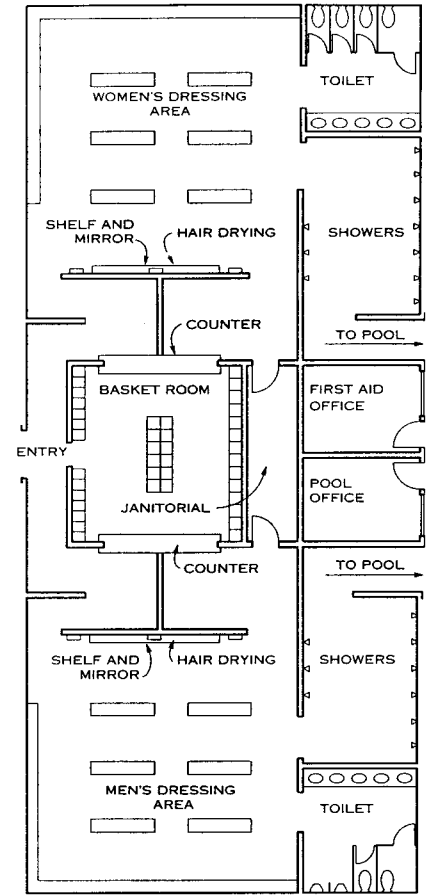 TOILET
WOMEN'S DRESSING
AREA
SHELF AND
MIRROR
HAIR DRYING
SHOWERS
COUNTER
TO POOL
BASKET ROOM
FIRST AID
OFFICE
ENTRY
POOL
OFFICE
JANITORIAL
COUNTER
TO POOL
SHELF AND
MIRROR
HAIR DRYING
SHOWERS
MEN'S DRESSING
AREA
TOILET